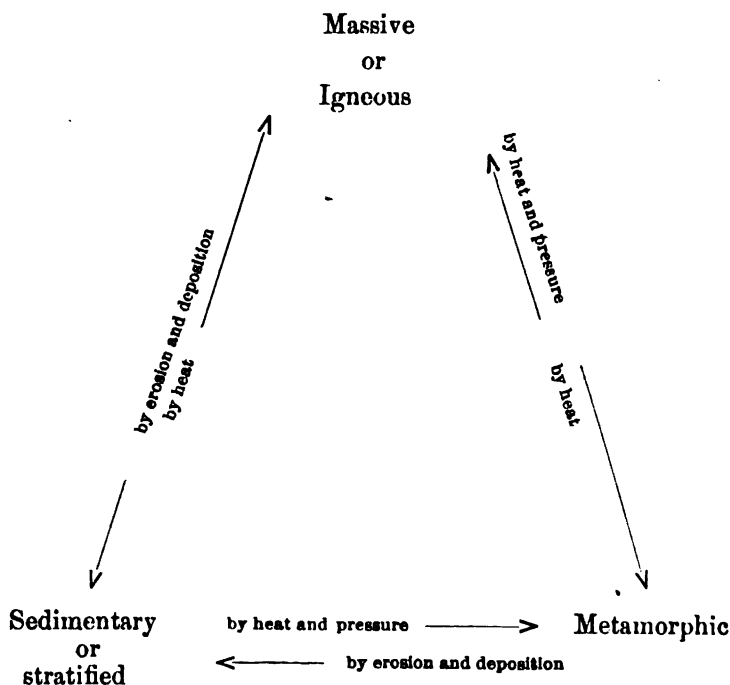 Massive
or
Igneous
by erosion and deposition
by heat
by heat and pressure
by heat
Sedimentary
or
stratified
by heat and pressure
Metamorphic
by erosion and deposition